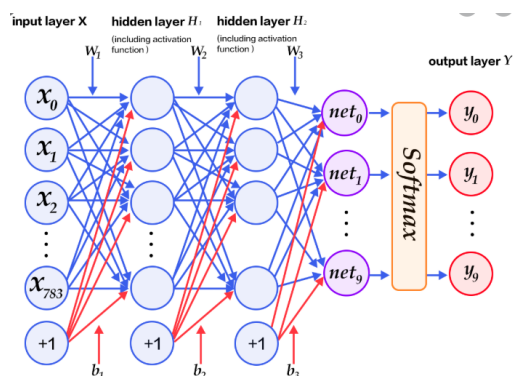 input layer X
hidden layer H₁
(including activation
function )
hidden layer H₂
(including activation
function )
output layer Y
W₁
W₂
W₃
x₀
x₁
x₂
x₇₈₃
+1
+1
+1
b₁
b₂
b₃
net₀
net₁
net₉
Softmax
y₀
y₁
y₉